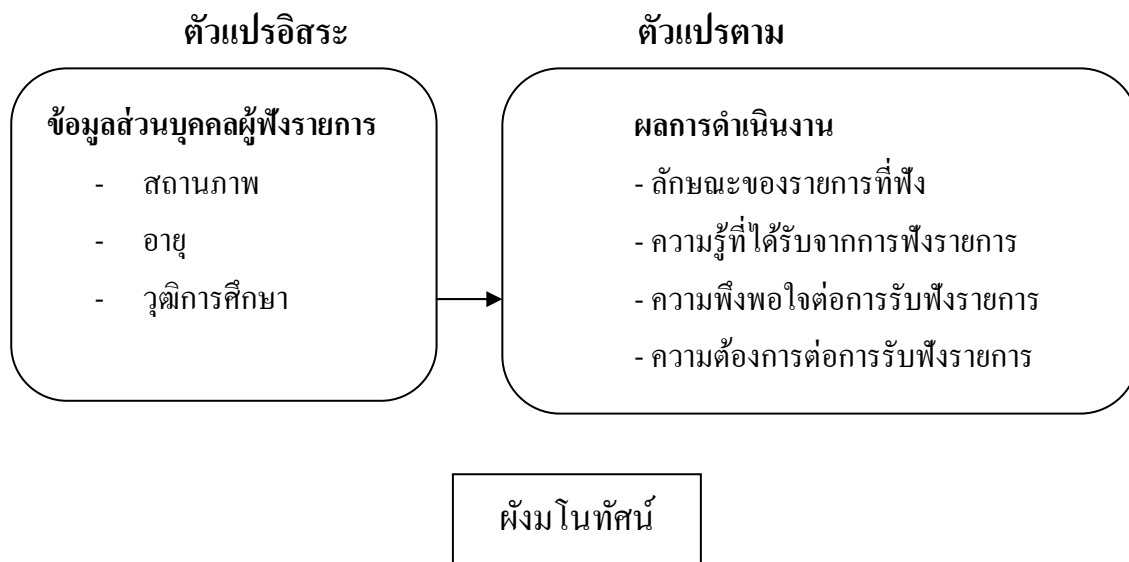 ตัวแปรอิสระ
ตัวแปรตาม
ข้อมูลส่วนบุคคลผู้ฟังรายการ
- สถานภาพ
- อายุ
- วุฒิการศึกษา
ผลการดำเนินงาน
- ลักษณะของรายการที่ฟัง
- ความรู้ที่ได้รับจากการฟังรายการ
- ความพึงพอใจต่อการรับฟังรายการ
- ความต้องการต่อการรับฟังรายการ
ผังมโนทัศน์